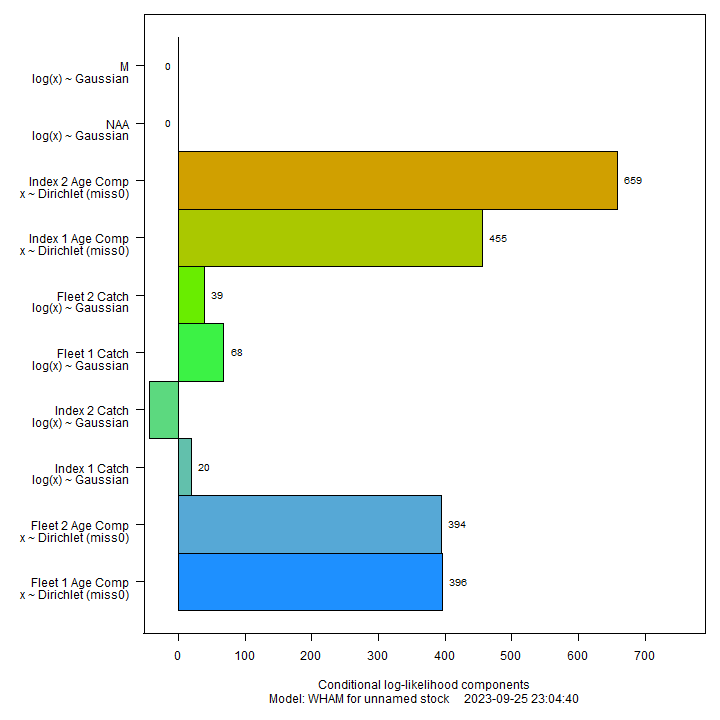 M
log(x) ~ Gaussian
0
NAA
log(x) ~ Gaussian
0
Index 2 Age Comp
x ~ Dirichlet (miss0)
659
Index 1 Age Comp
x ~ Dirichlet (miss0)
455
Fleet 2 Catch
log(x) ~ Gaussian
39
Fleet 1 Catch
log(x) ~ Gaussian
68
Index 2 Catch
log(x) ~ Gaussian
Index 1 Catch
log(x) ~ Gaussian
20
Fleet 2 Age Comp
x ~ Dirichlet (miss0)
394
Fleet 1 Age Comp
x ~ Dirichlet (miss0)
396
0 100 200 300 400 500 600 700
Conditional log-likelihood components
Model: WHAM for unnamed stock 2023-09-25 23:04:40